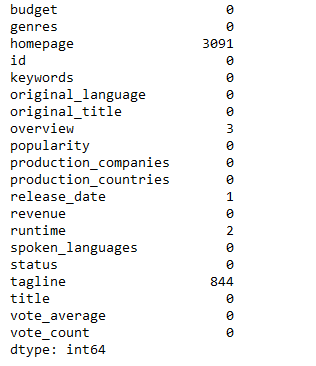 budget 0
genres 0
homepage 3091
id 0
keywords 0
original_language 0
original_title 0
overview 3
popularity 0
production_companies 0
production_countries 0
release_date 1
revenue 0
runtime 2
spoken_languages 0
status 0
tagline 844
title 0
vote_average 0
vote_count 0
dtype: int64